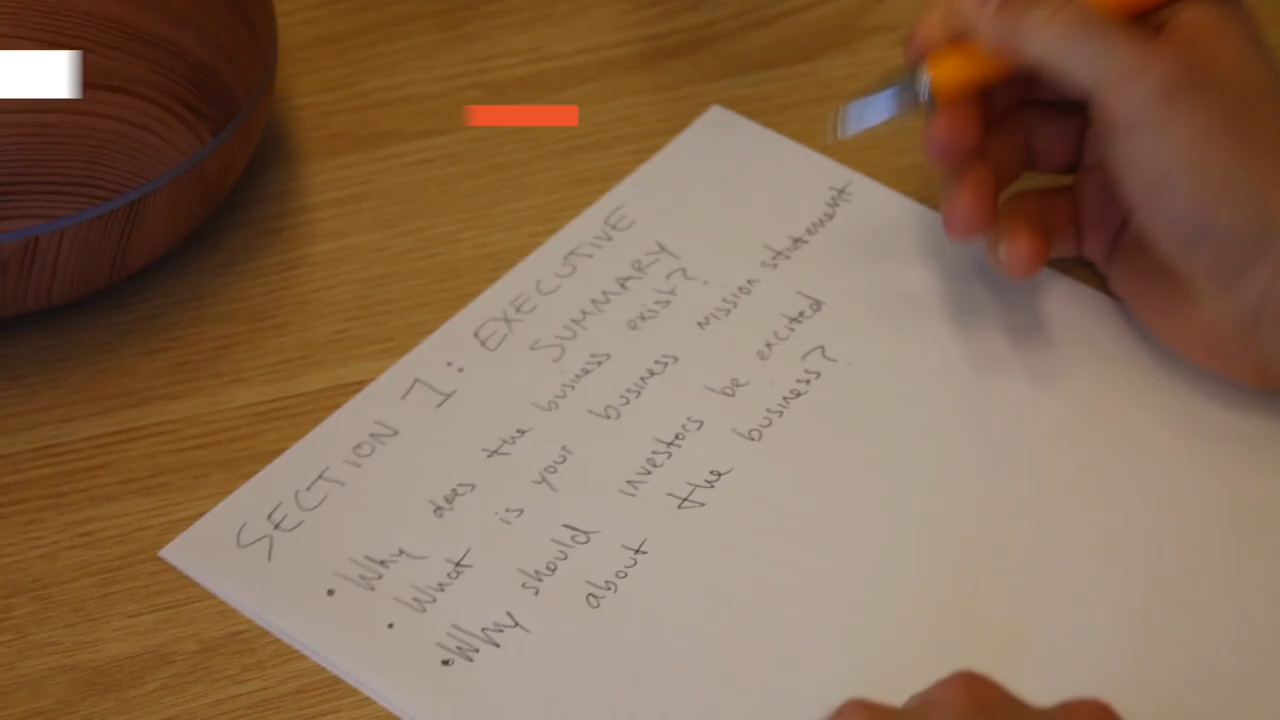 SECTION 1: EXECUTIVE
SUMMARY
• Why does the business exist?
• What is your business mission statement
• Why should investors be excited
about the business?